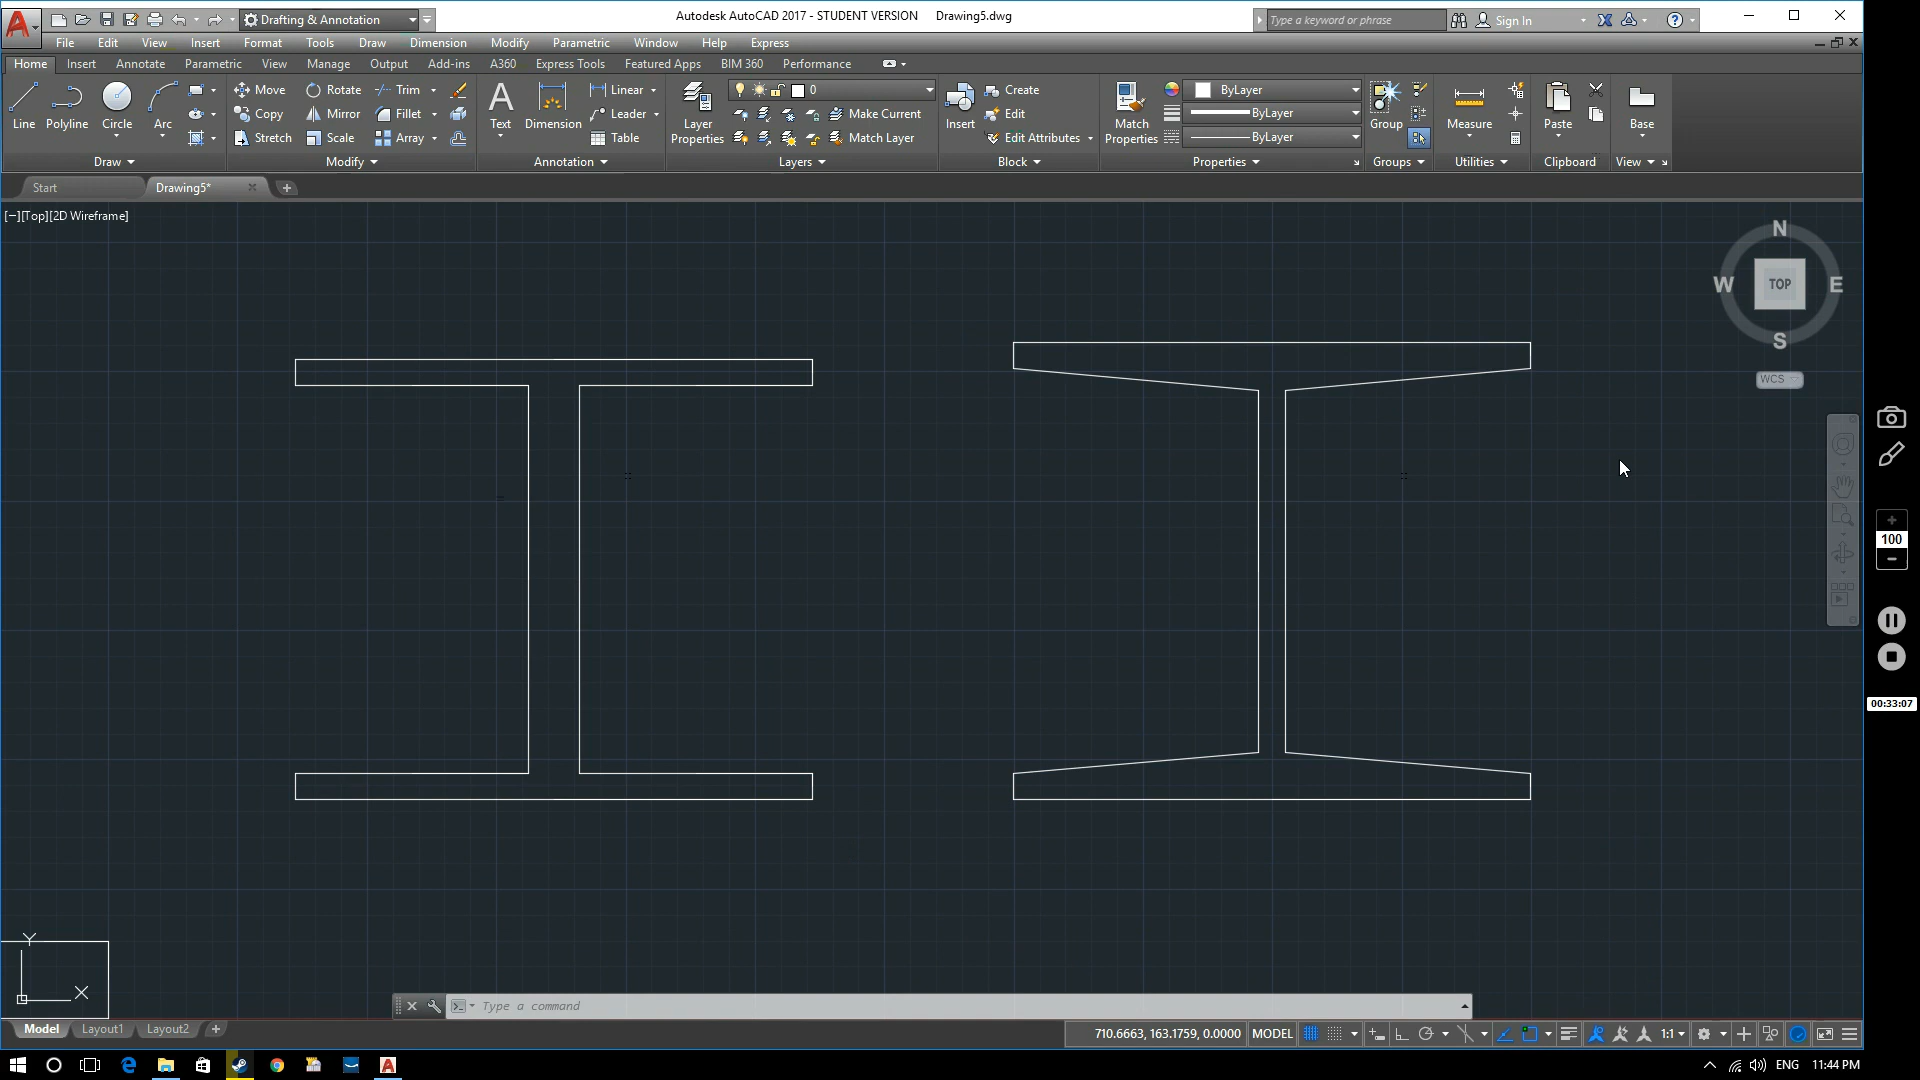 Drafting & Annotation
Autodesk AutoCAD 2017 - STUDENT VERSION Drawing5.dwg
Type a keyword or phrase
Sign In
File Edit View Insert Format Tools Draw Dimension Modify Parametric Window Help Express
Home Insert Annotate Parametric View Manage Output Add-ins A360 Express Tools Featured Apps BIM 360 Performance
Line Polyline Circle Arc
Draw
Move Rotate Trim
Copy Mirror Fillet
Stretch Scale Array
Modify
Text Dimension
Linear
Leader
Table
Annotation
Layer Properties
0
Make Current
Match Layer
Layers
Insert
Create
Edit
Edit Attributes
Block
Match Properties
ByLayer
ByLayer
ByLayer
Properties
Group
Groups
Measure
Utilities
Paste
Clipboard
Base
View
Start Drawing5*
[−][Top][2D Wireframe]
N
W TOP E
S
WCS
100
00:33:07
Y
X
Type a command
Model Layout1 Layout2
710.6663, 163.1759, 0.0000 MODEL 1:1
ENG 11:44 PM